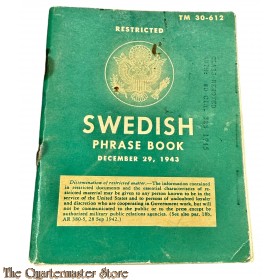 TM 30-612
RESTRICTED
SWEDISH
PHRASE BOOK
DECEMBER 29, 1943
Dissemination of restricted matter.—The information contained
in restricted documents and the essential characteristics of re-
stricted material may be given to any person known to be in the
service of the United States and to persons of undoubted loyalty
and discretion who are cooperating in Government work, but will
not be communicated to the public or to the press except by
authorized military public relations agencies. (See also par. 18b,
AR 380-5, 28 Sep 1942.)
The Quartermaster Store